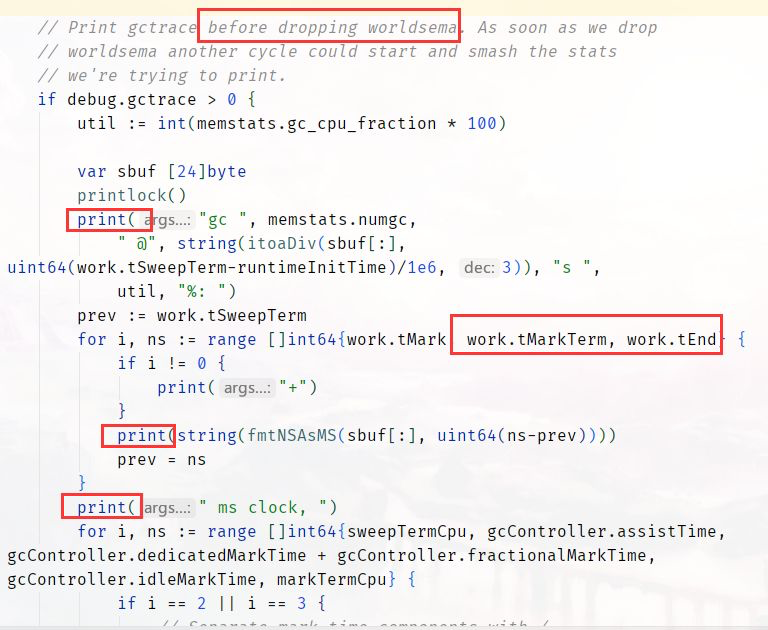 // Print gctrace before dropping worldsema. As soon as we drop
// worldsema another cycle could start and smash the stats
// we're trying to print.
if debug.gctrace > 0 {
util := int(memstats.gc_cpu_fraction * 100)
var sbuf [24]byte
printlock()
print( args...: "gc ", memstats.numgc,
" @", string(itoaDiv(sbuf[:],
uint64(work.tSweepTerm-runtimeInitTime)/1e6, dec: 3)), "s ",
util, "%: ")
prev := work.tSweepTerm
for i, ns := range []int64{work.tMark, work.tMarkTerm, work.tEnd} {
if i != 0 {
print( args...: "+")
}
print(string(fmtNSAsMS(sbuf[:], uint64(ns-prev))))
prev = ns
}
print( args...: " ms clock, ")
for i, ns := range []int64{sweepTermCpu, gcController.assistTime,
gcController.dedicatedMarkTime + gcController.fractionalMarkTime,
gcController.idleMarkTime, markTermCpu} {
if i == 2 || i == 3 {
// Separate mark time components with /